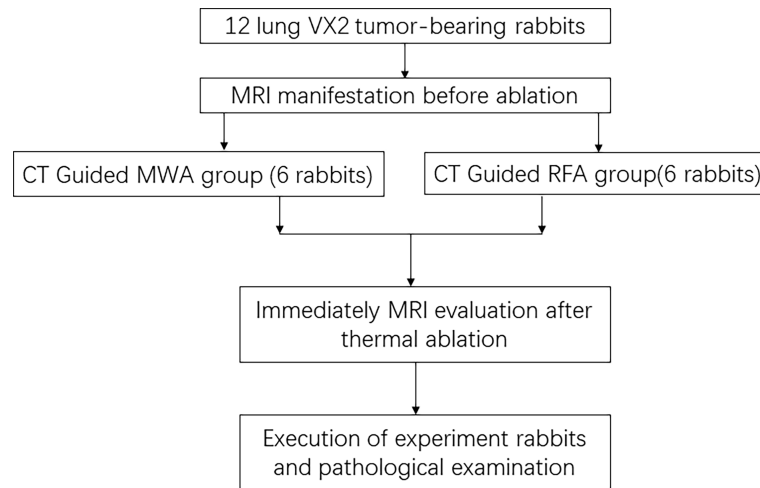 12 lung VX2 tumor-bearing rabbits
MRI manifestation before ablation
CT Guided MWA group (6 rabbits)
CT Guided RFA group(6 rabbits)
Immediately MRI evaluation after
thermal ablation
Execution of experiment rabbits
and pathological examination